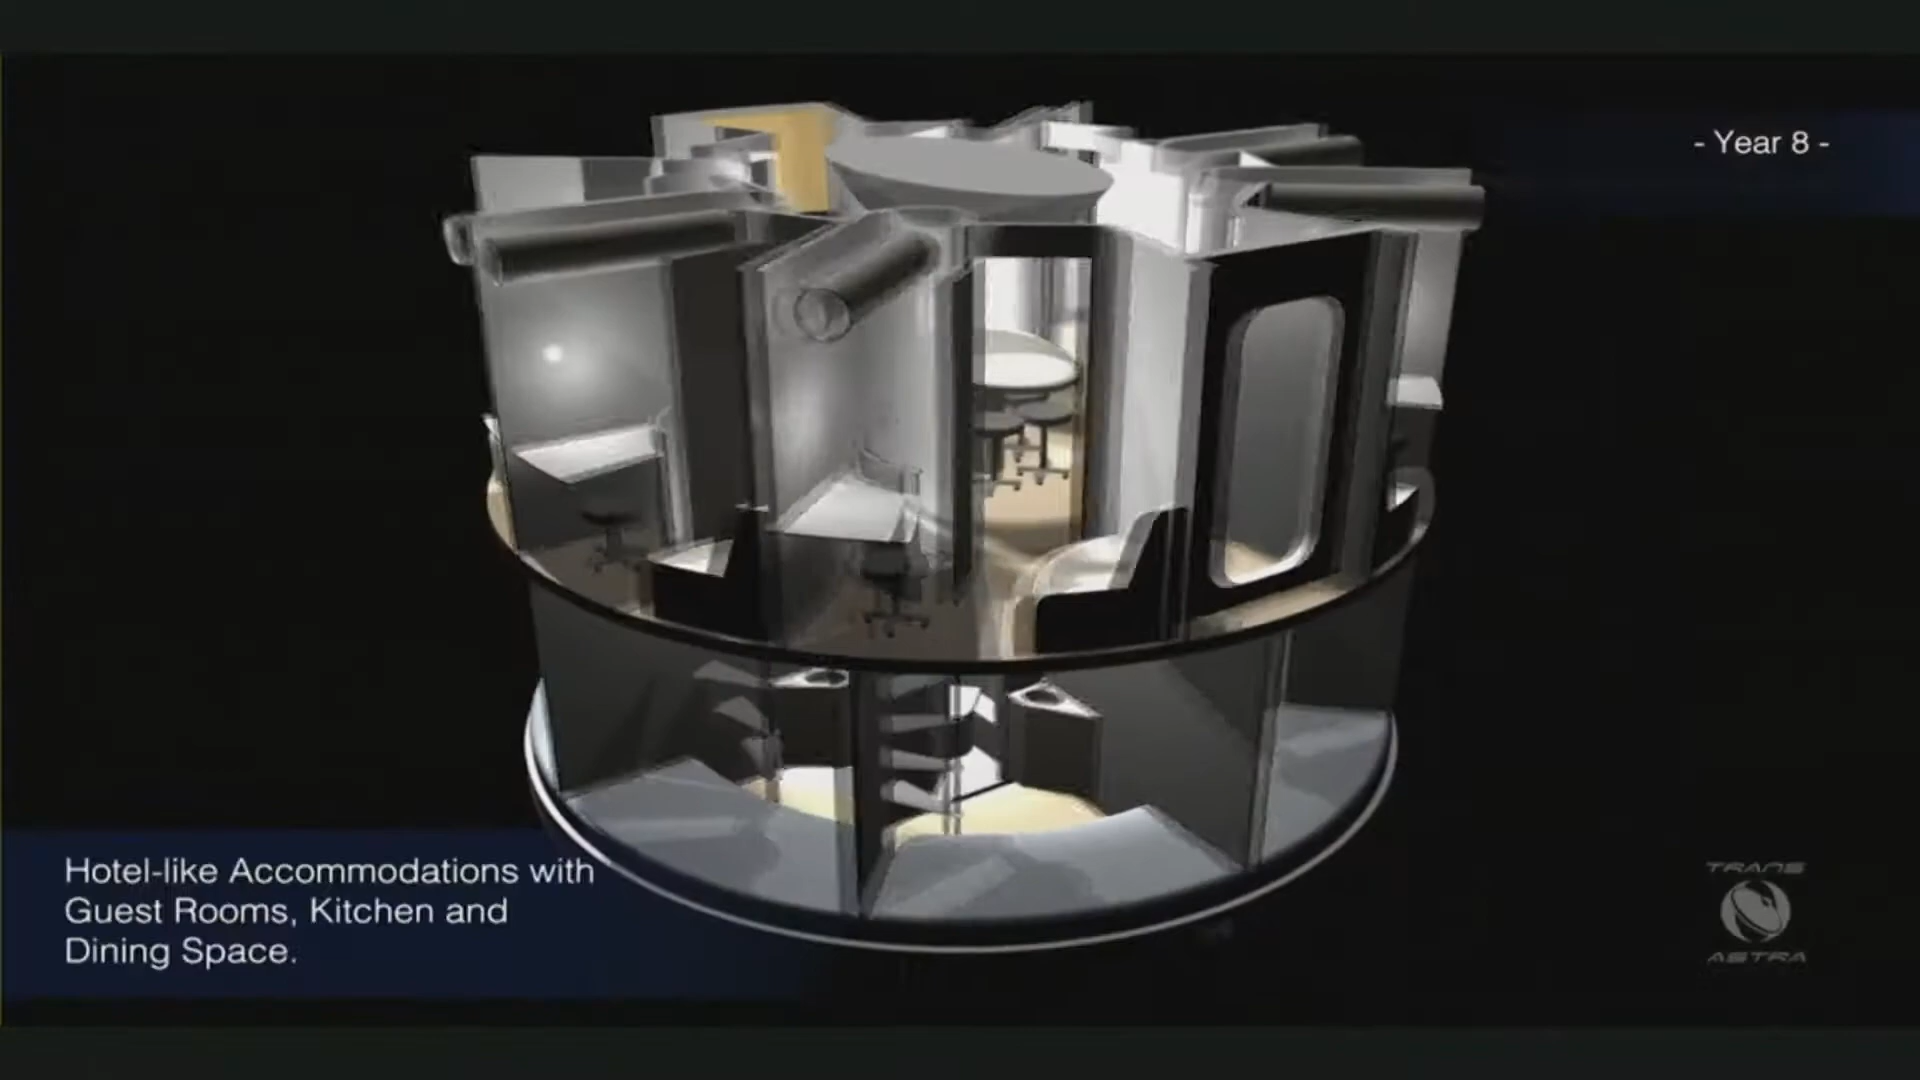 - Year 8 -
Hotel-like Accommodations with
Guest Rooms, Kitchen and
Dining Space.
TRANS
ASTRA